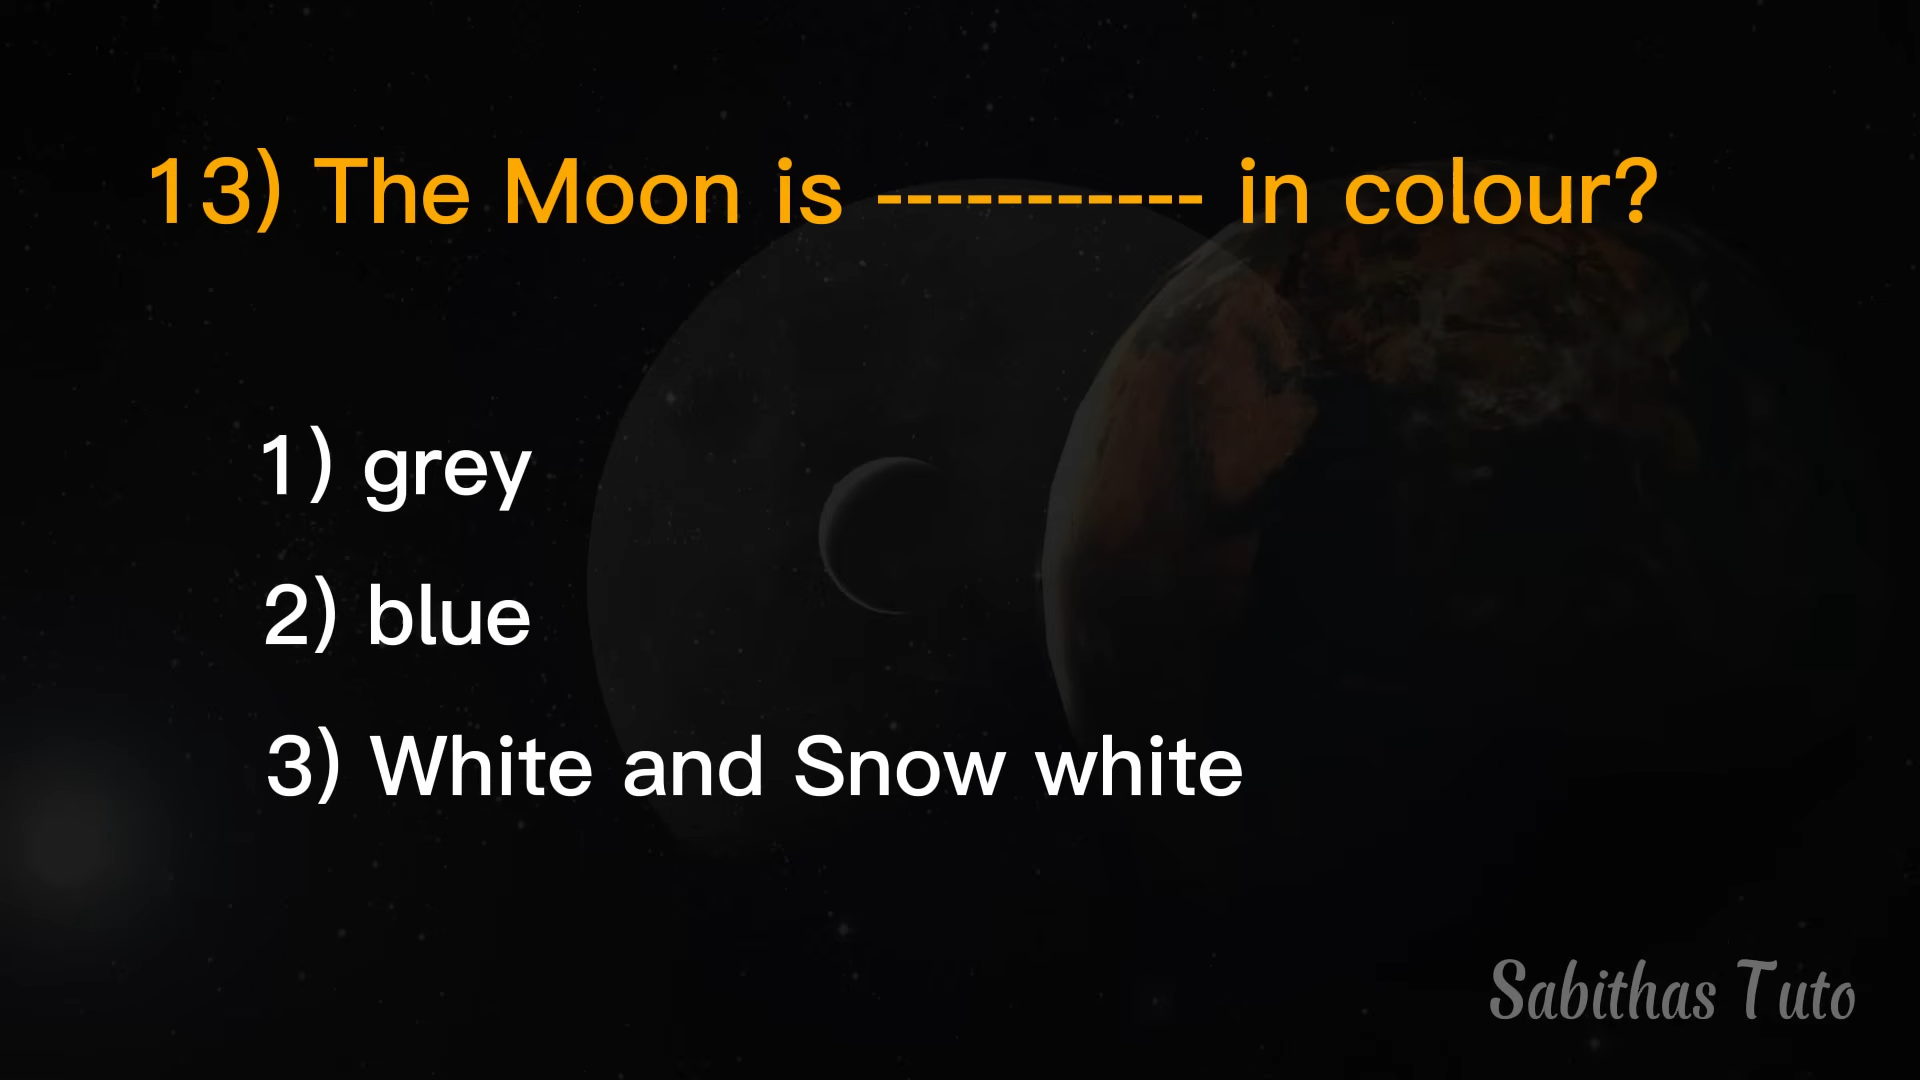 13) The Moon is ----------- in colour?
1) grey
2) blue
3) White and Snow white
Sabithas Tuto